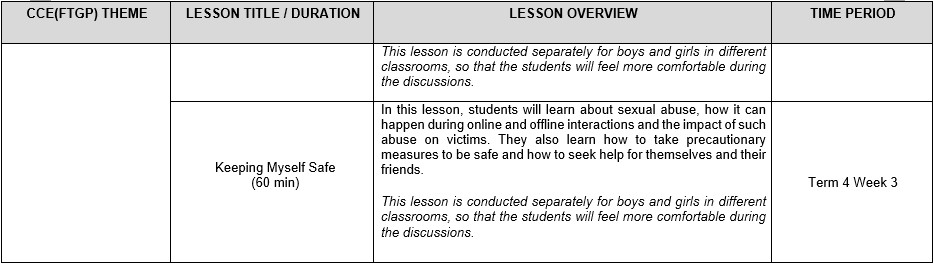 CCE(FTGP) THEME
LESSON TITLE / DURATION
LESSON OVERVIEW
TIME PERIOD
This lesson is conducted separately for boys and girls in different
classrooms, so that the students will feel more comfortable during
the discussions.
Keeping Myself Safe
(60 min)
In this lesson, students will learn about sexual abuse, how it can
happen during online and offline interactions and the impact of such
abuse on victims. They also learn how to take precautionary
measures to be safe and how to seek help for themselves and their
friends.
This lesson is conducted separately for boys and girls in different
classrooms, so that the students will feel more comfortable during
the discussions.
Term 4 Week 3